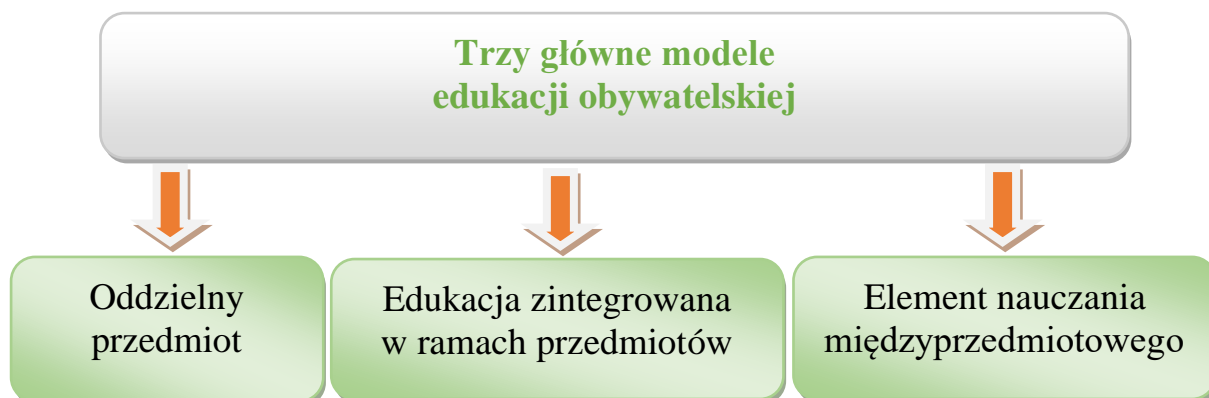 Trzy główne modele
edukacji obywatelskiej
Oddzielny
przedmiot
Edukacja zintegrowana
w ramach przedmiotów
Element nauczania
międzyprzedmiotowego